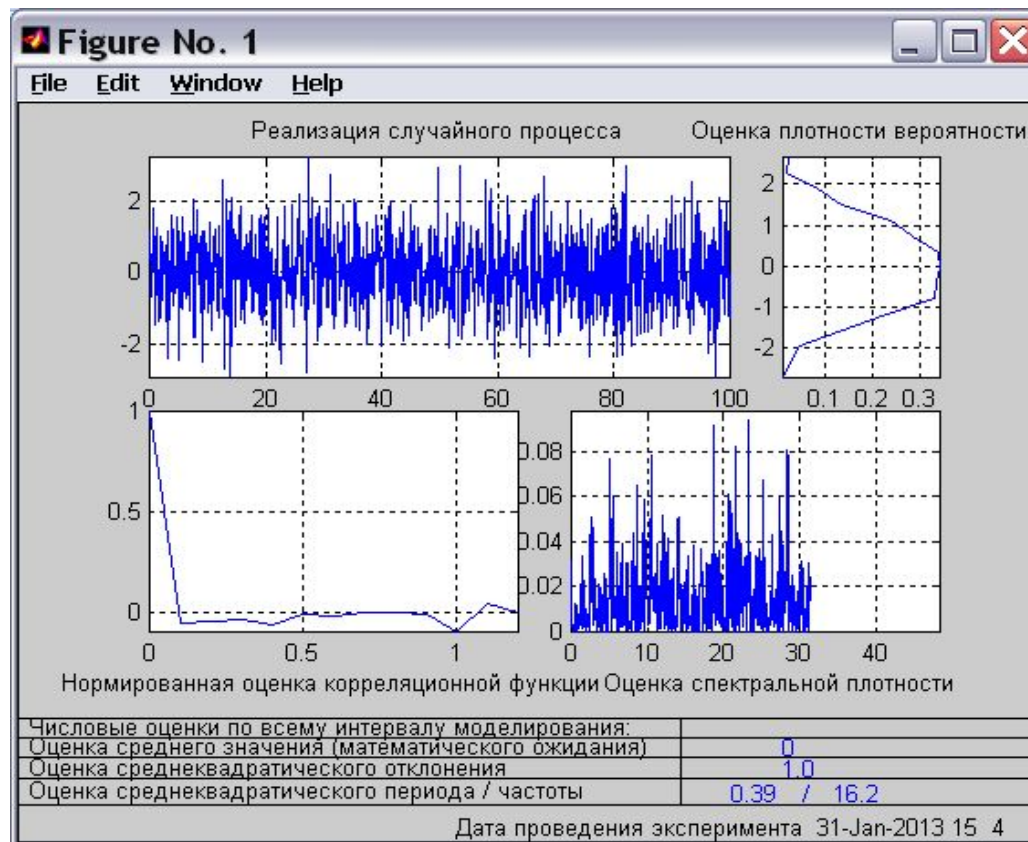 Figure No. 1
File Edit Window Help
Реализация случайного процесса
Оценка плотности вероятности
2
0
-2
0 20 40 60 80 100
2
1
0
-1
-2
0.1 0.2 0.3
1
0.5
0
0 0.5 1
0.08
0.06
0.04
0.02
0
0 10 20 30 40
Нормированная оценка корреляционной функции
Оценка спектральной плотности
Числовые оценки по всему интервалу моделирования:
Оценка среднего значения (математического ожидания) 0
Оценка среднеквадратического отклонения 1.0
Оценка среднеквадратического периода / частоты 0.39 / 16.2
Дата проведения эксперимента 31-Jan-2013 15 4